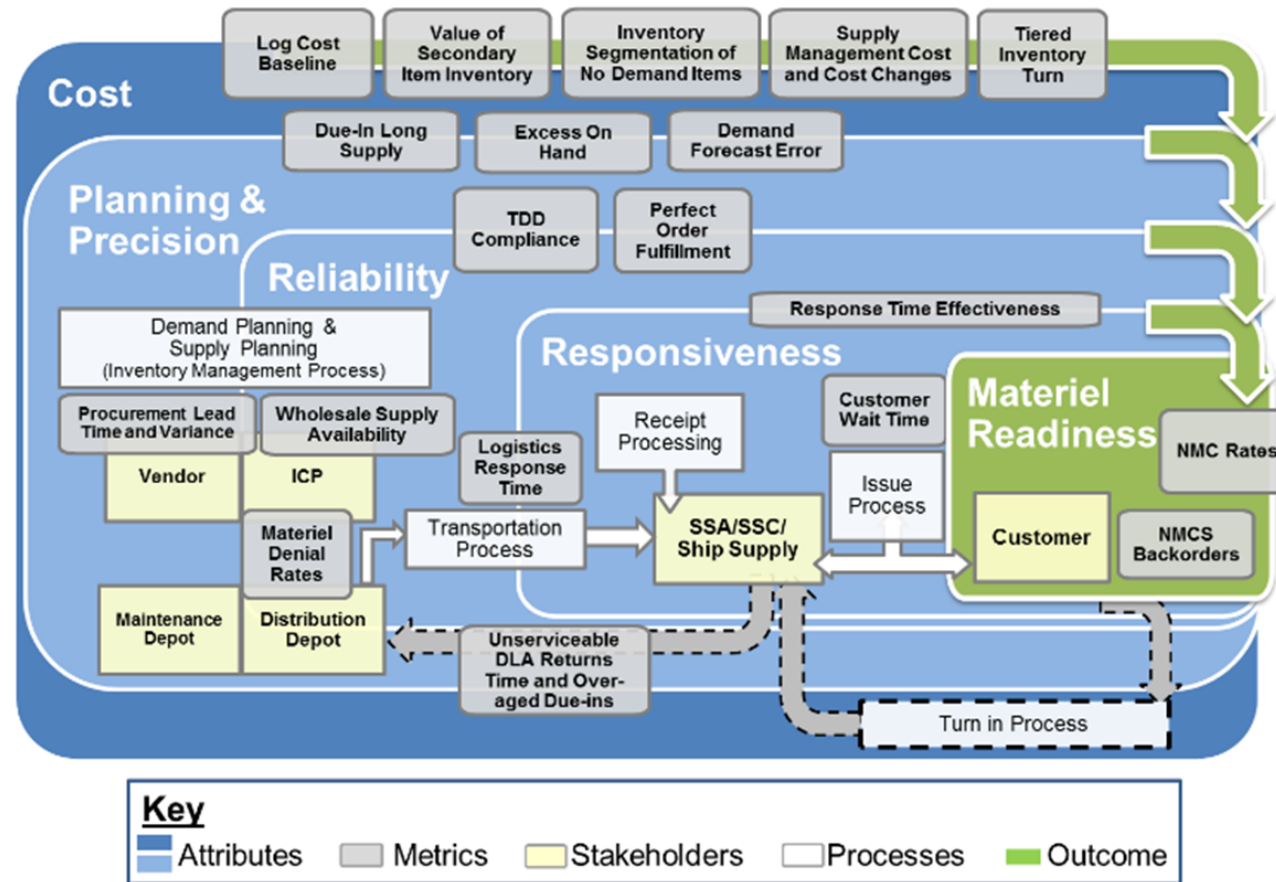 Log Cost
Baseline
Value of
Secondary
Item Inventory
Inventory
Segmentation of
No Demand Items
Supply
Management Cost
and Cost Changes
Tiered
Inventory
Turn
Cost
Due-In Long
Supply
Excess On
Hand
Demand
Forecast Error
Planning &
Precision
TDD
Compliance
Perfect
Order
Fulfillment
Reliability
Response Time Effectiveness
Demand Planning &
Supply Planning
(Inventory Management Process)
Responsiveness
Materiel
Readiness
Procurement Lead
Time and Variance
Wholesale Supply
Availability
Logistics
Response
Time
Receipt
Processing
Customer
Wait Time
NMC Rates
Vendor
ICP
Issue
Process
Materiel
Denial
Rates
Transportation
Process
SSA/SSC/
Ship Supply
Customer
NMCS
Backorders
Maintenance
Depot
Distribution
Depot
Unserviceable
DLA Returns
Time and Over-
aged Due-ins
Turn in Process
Key
Attributes
Metrics
Stakeholders
Processes
Outcome